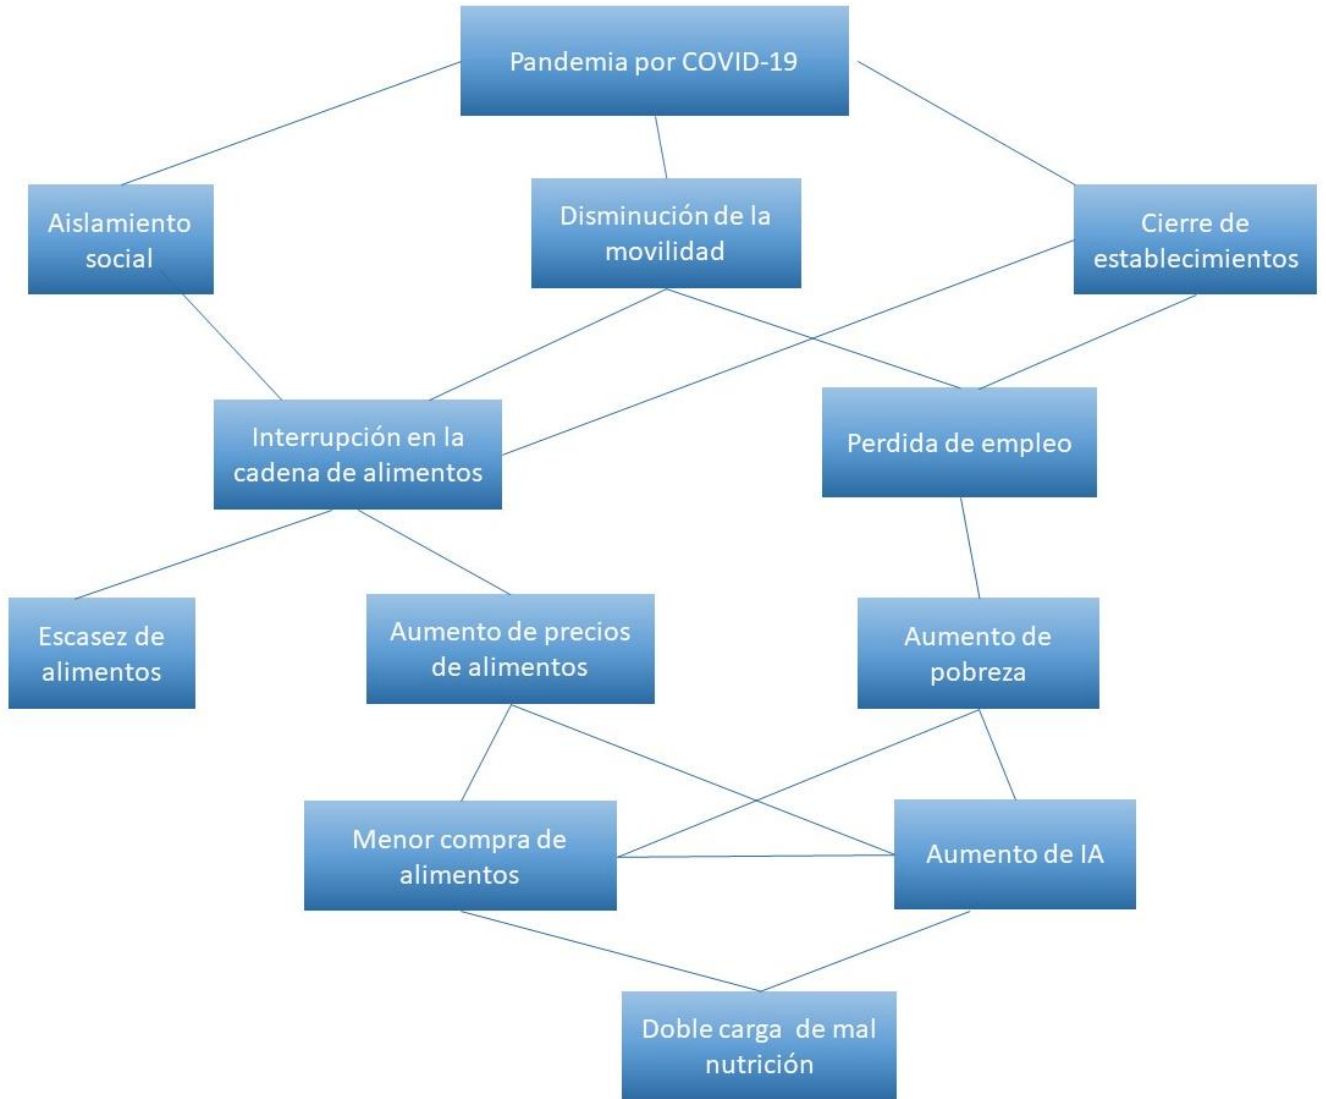 Pandemia por COVID-19
Aislamiento
social
Disminución de la
movilidad
Cierre de
establecimientos
Interrupción en la
cadena de alimentos
Perdida de empleo
Escasez de
alimentos
Aumento de precios
de alimentos
Aumento de
pobreza
Menor compra de
alimentos
Aumento de IA
Doble carga de mal
nutrición